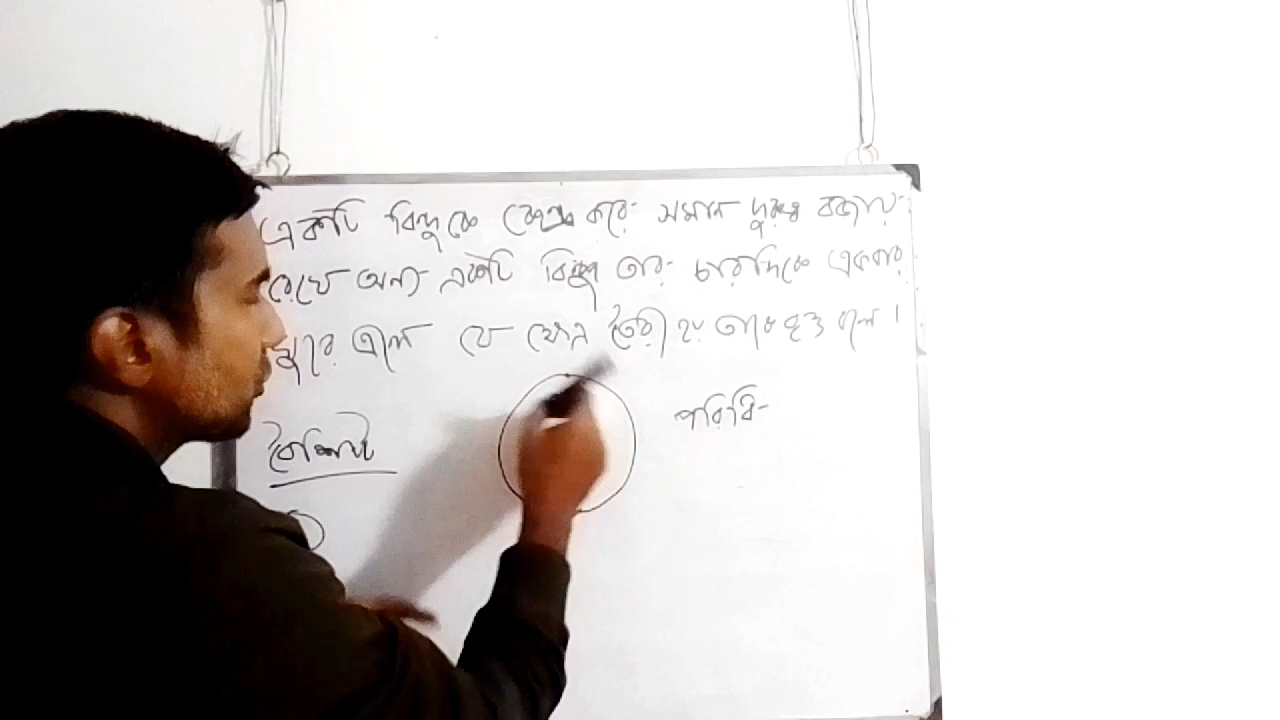 একটি বিন্দুকে কেন্দ্র করে সমান দুরত্ব বজায়
রেখে অন্য একটি বিন্দু তার চারদিকে একবার
ঘুরে এলে যে ক্ষেত্র তৈরী হয় তাকে বৃত্ত বলে।
পরিধি
বৈশিষ্ট্য